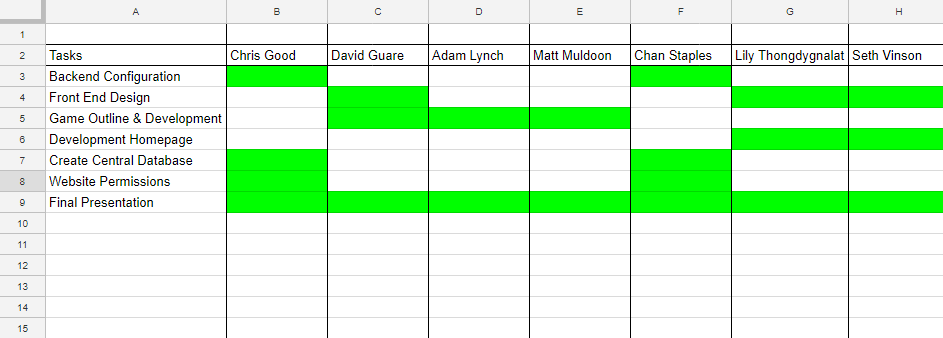 A B C D E F G H
1
2 Tasks Chris Good David Guare Adam Lynch Matt Muldoon Chan Staples Lily Thongdygnalat Seth Vinson
3 Backend Configuration
4 Front End Design
5 Game Outline & Development
6 Development Homepage
7 Create Central Database
8 Website Permissions
9 Final Presentation
10
11
12
13
14
15